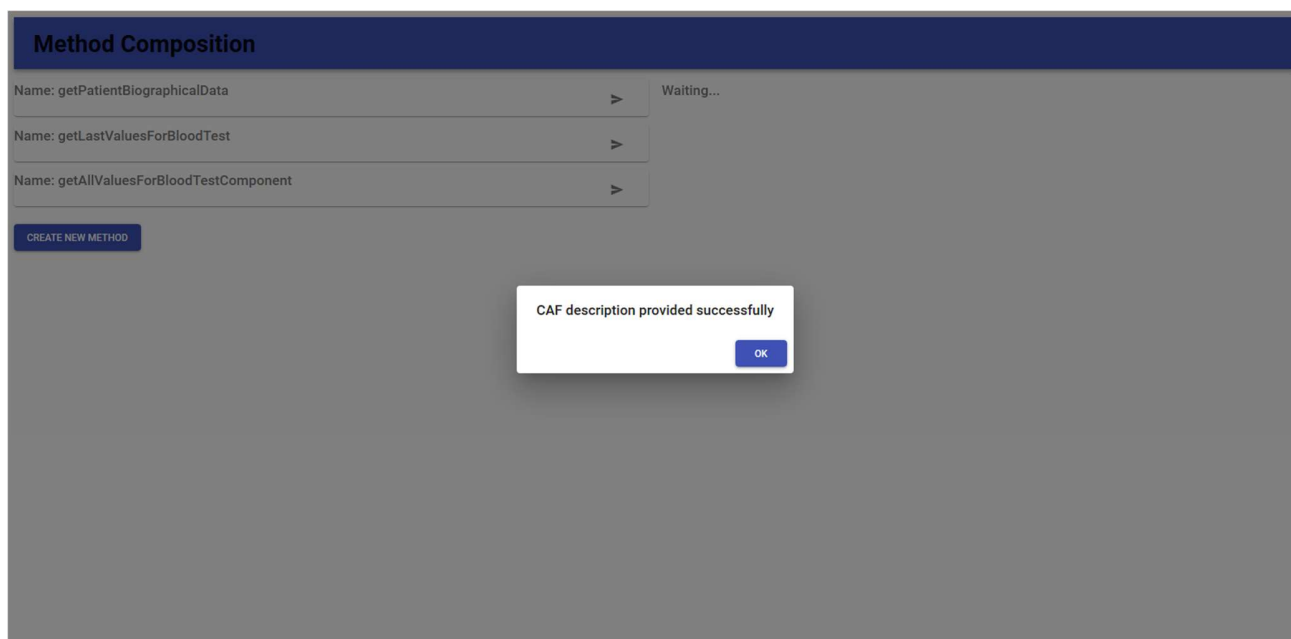 Method Composition
Name: getPatientBiographicalData
Waiting...
Name: getLastValuesForBloodTest
Name: getAllValuesForBloodTestComponent
CREATE NEW METHOD
CAF description provided successfully
OK